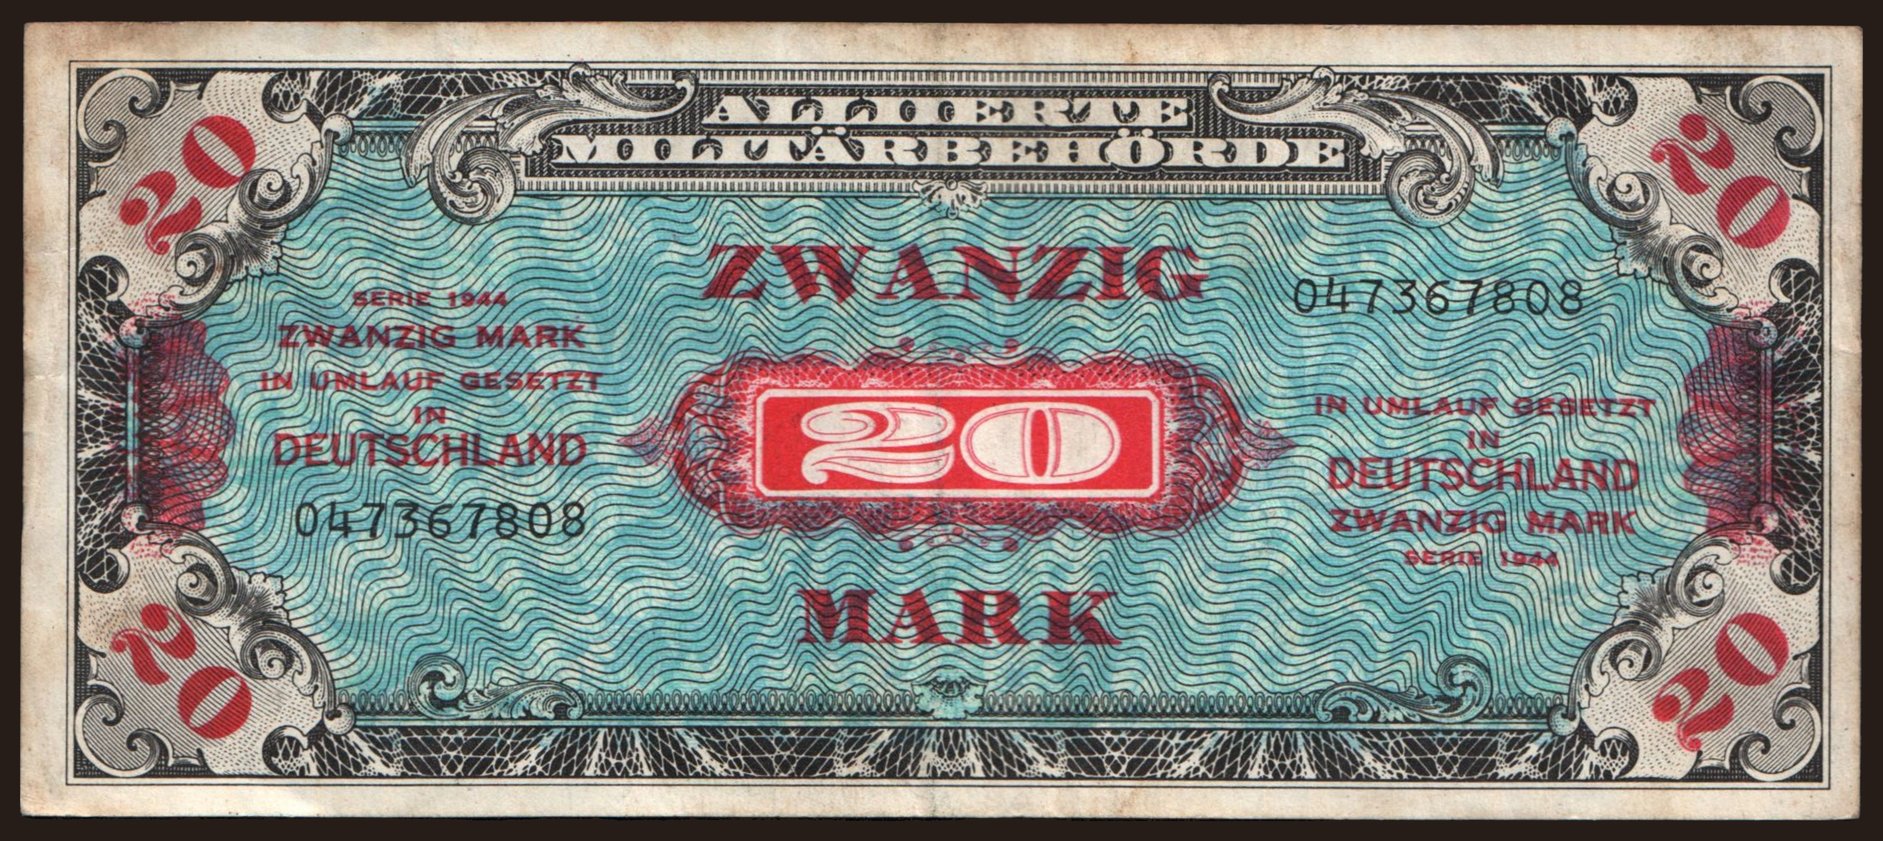 20
ALLIIERTE
MILITÄRBEHÖRDE
20
ZWANZIG
SERIE 1944
ZWANZIG MARK
IN UMLAUF GESETZT
IN
DEUTSCHLAND
047367808
20
047367808
IN UMLAUF GESETZT
IN
DEUTSCHLAND
ZWANZIG MARK
SERIE 1944
MARK
20
20